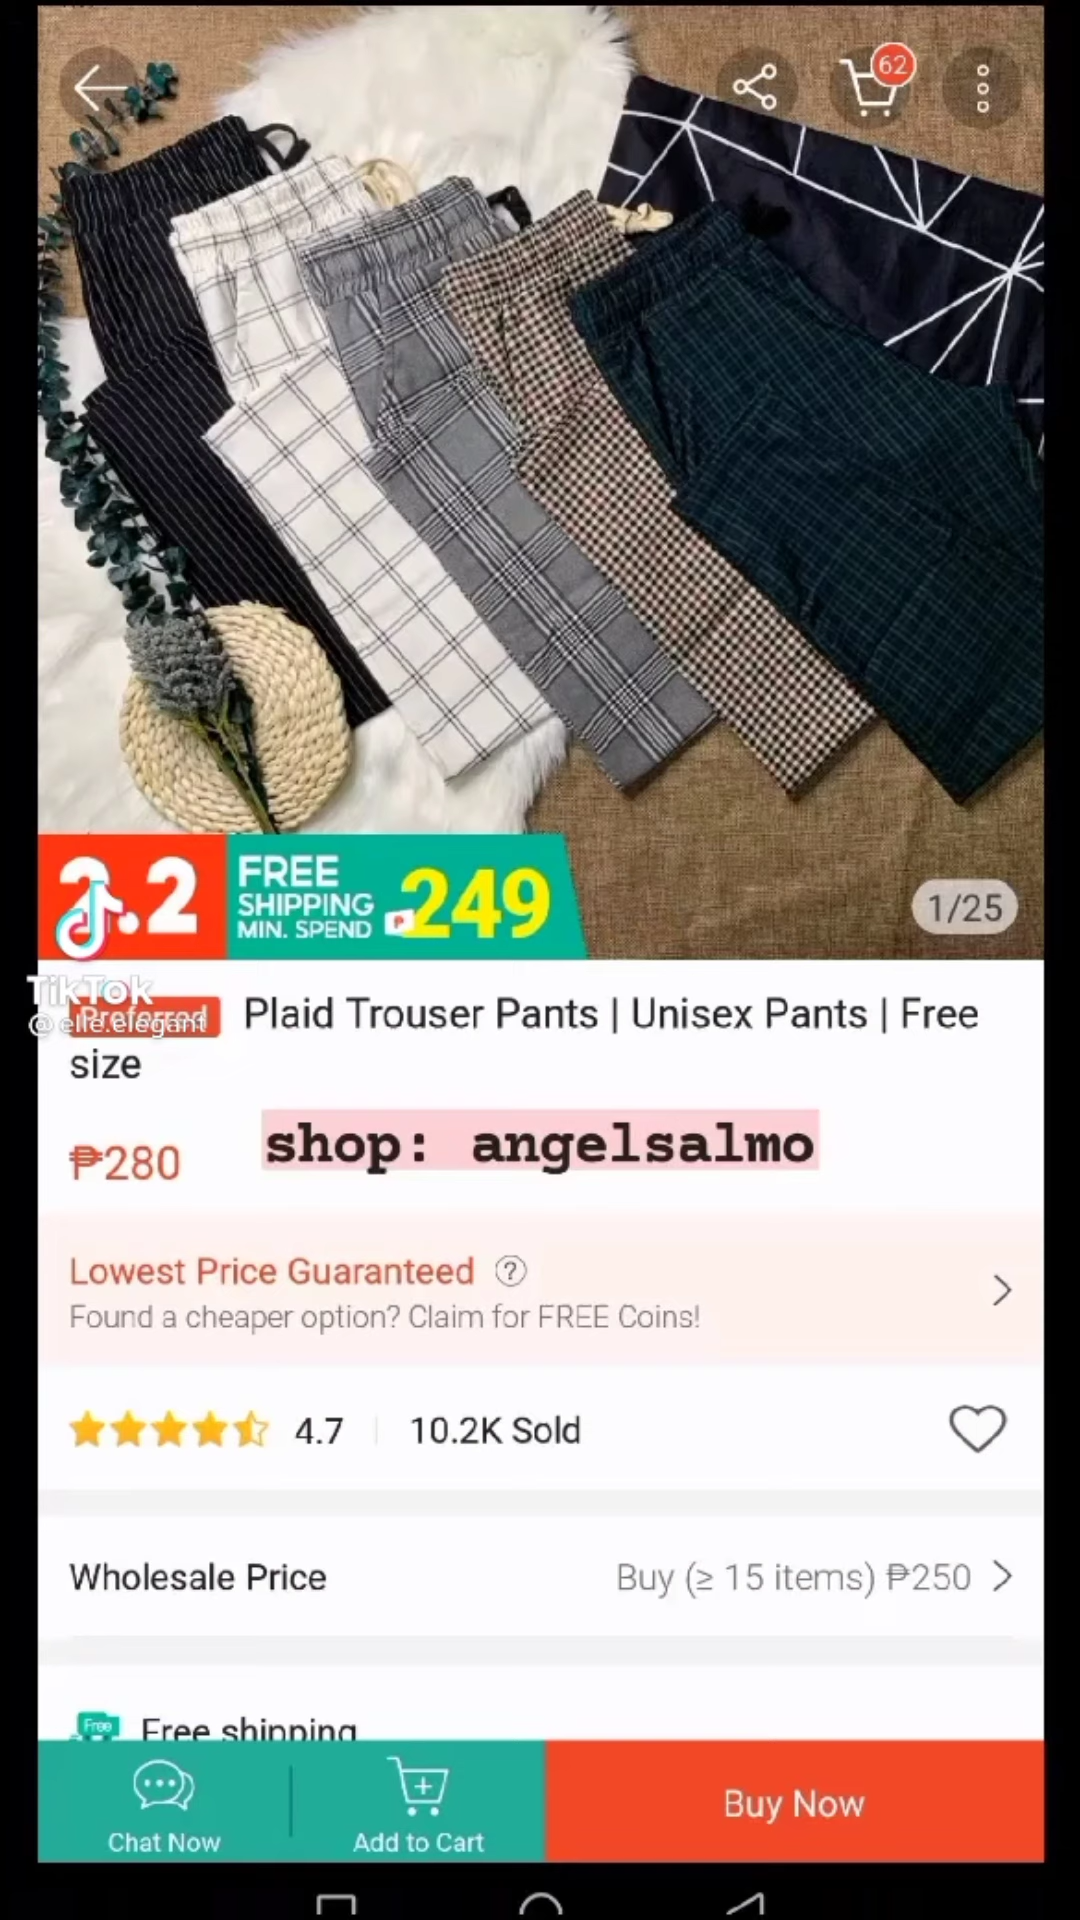 62
2.2
FREE
SHIPPING
MIN. SPEND ₱249
1/25
TikTok
@elle.elegant
Preferred Plaid Trouser Pants | Unisex Pants | Free
size
₱280
shop: angelsalmo
Lowest Price Guaranteed ?
Found a cheaper option? Claim for FREE Coins!
4.7 | 10.2K Sold
Wholesale Price
Buy (≥ 15 items) ₱250
Free
Free shipping
Chat Now
Add to Cart
Buy Now